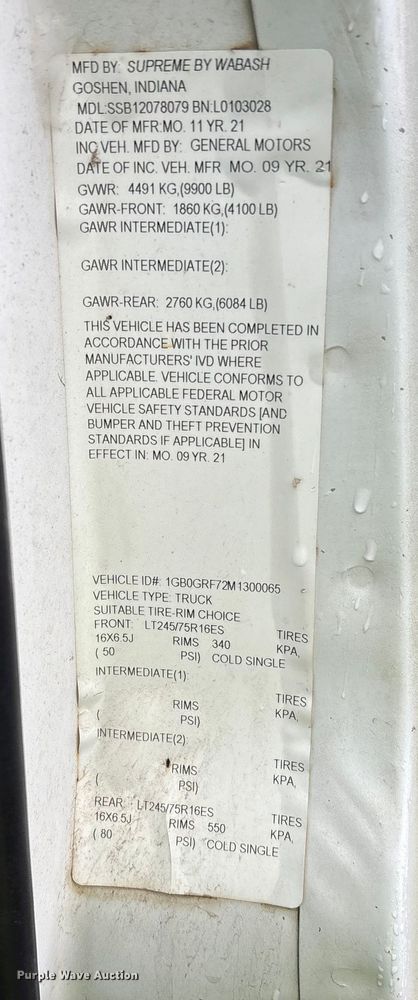 MFD BY: SUPREME BY WABASH
GOSHEN, INDIANA
MDL:SSB12078079 BN:L0103028
DATE OF MFR:MO. 11 YR. 21
INC VEH. MFD BY: GENERAL MOTORS
DATE OF INC. VEH. MFR MO. 09 YR. 21
GVWR: 4491 KG,(9900 LB)
GAWR-FRONT: 1860 KG,(4100 LB)
GAWR INTERMEDIATE(1):
GAWR INTERMEDIATE(2):
GAWR-REAR: 2760 KG,(6084 LB)
THIS VEHICLE HAS BEEN COMPLETED IN
ACCORDANCE WITH THE PRIOR
MANUFACTURERS' IVD WHERE
APPLICABLE. VEHICLE CONFORMS TO
ALL APPLICABLE FEDERAL MOTOR
VEHICLE SAFETY STANDARDS [AND
BUMPER AND THEFT PREVENTION
STANDARDS IF APPLICABLE] IN
EFFECT IN: MO. 09 YR. 21
VEHICLE ID#: 1GB0GRF72M1300065
VEHICLE TYPE: TRUCK
SUITABLE TIRE-RIM CHOICE
FRONT: LT245/75R16ES TIRES
16X6.5J RIMS 340 KPA,
( 50 PSI) COLD SINGLE
INTERMEDIATE(1):
TIRES
RIMS KPA,
( PSI)
INTERMEDIATE(2)
TIRES
RIMS KPA,
( PSI)
REAR LT245/75R16ES TIRES
16X6.5J RIMS 550 KPA,
( 80 PSI) COLD SINGLE
Purple Wave Auction